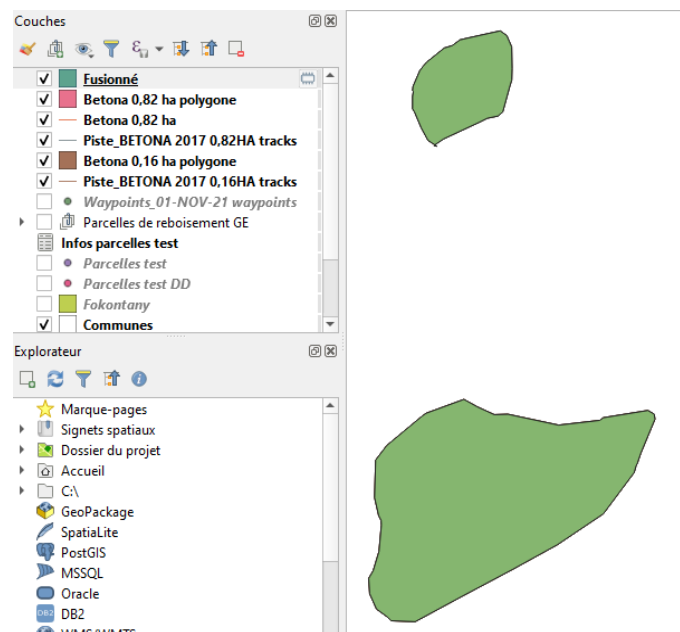 Couches
Fusionné
Betona 0,82 ha polygone
Betona 0,82 ha
Piste_BETONA 2017 0,82HA tracks
Betona 0,16 ha polygone
Piste_BETONA 2017 0,16HA tracks
Waypoints_01-NOV-21 waypoints
Parcelles de reboisement GE
Infos parcelles test
Parcelles test
Parcelles test DD
Fokontany
Communes
Explorateur
Marque-pages
Signets spatiaux
Dossier du projet
Accueil
C:\
GeoPackage
SpatiaLite
PostGIS
MSSQL
Oracle
DB2
WMS/WMTS